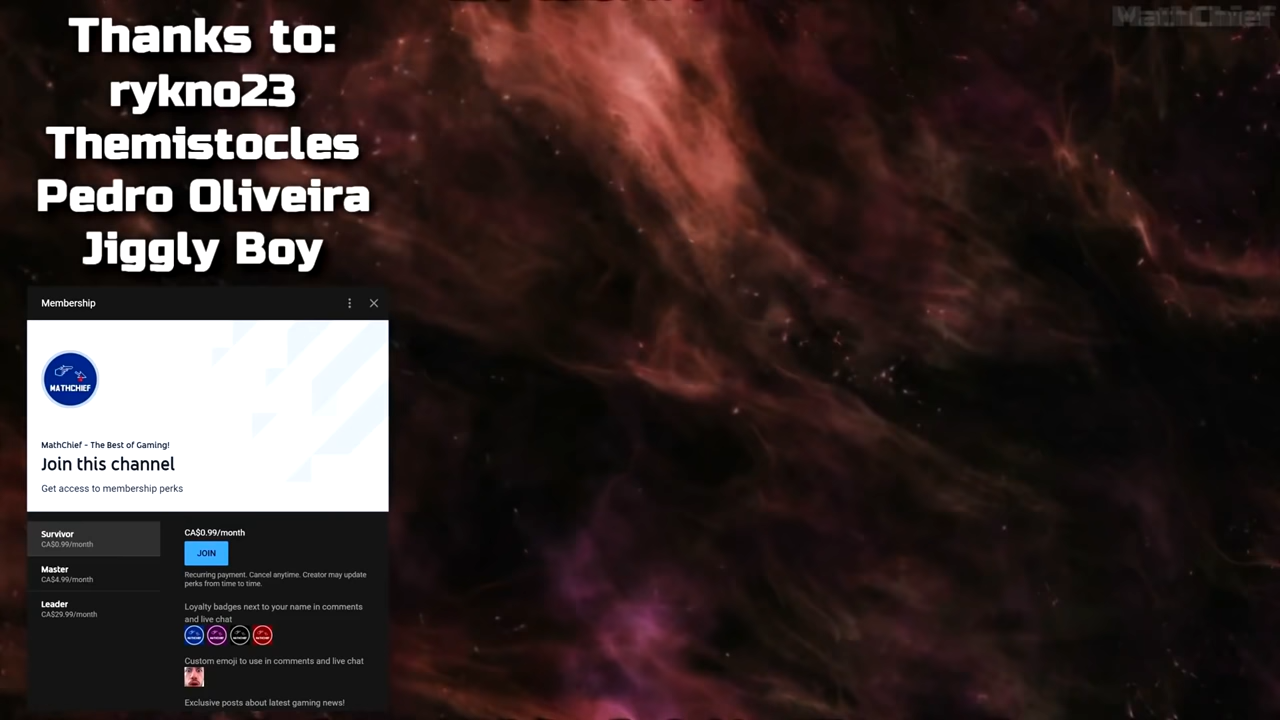 MathChief
Thanks to:
rykno23
Themistocles
Pedro Oliveira
Jiggly Boy
Membership
MATHCHIEF
MathChief - The Best of Gaming!
Join this channel
Get access to membership perks
Survivor
CA$0.99/month
Master
CA$4.99/month
Leader
CA$29.99/month
CA$0.99/month
JOIN
Recurring payment. Cancel anytime. Creator may update
perks from time to time.
Loyalty badges next to your name in comments
and live chat
Custom emoji to use in comments and live chat
Exclusive posts about latest gaming news!